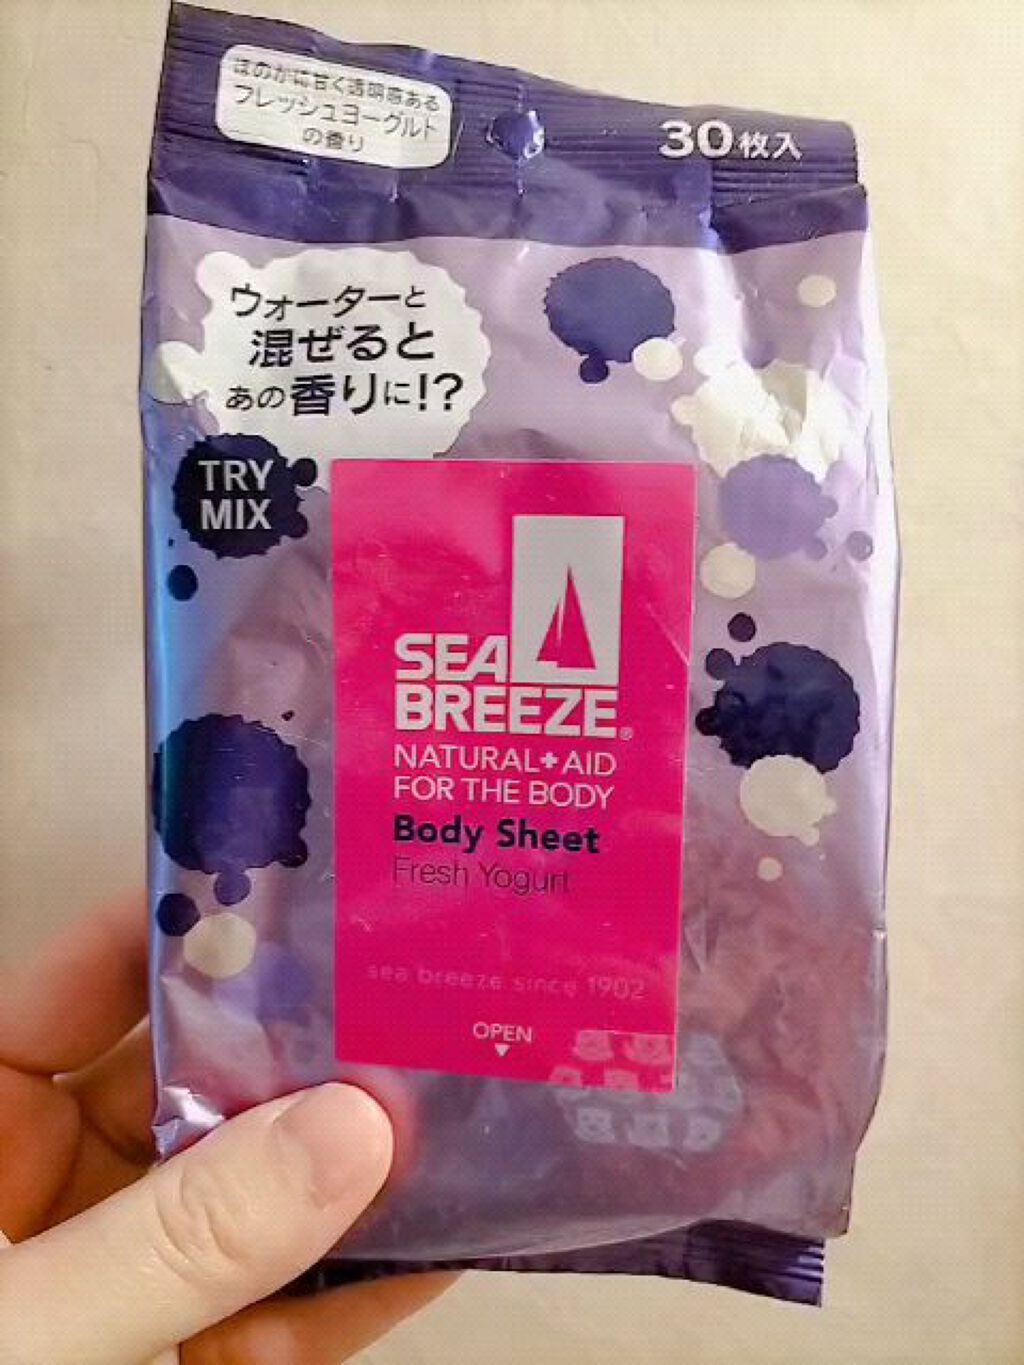 ほのかに甘く透明感ある
フレッシュヨーグルト
の香り
30枚入
ウォーターと
混ぜると
あの香りに!?
TRY
MIX
SEA
BREEZE®
NATURAL+AID
FOR THE BODY
Body Sheet
Fresh Yogurt
sea breeze since 1902
OPEN